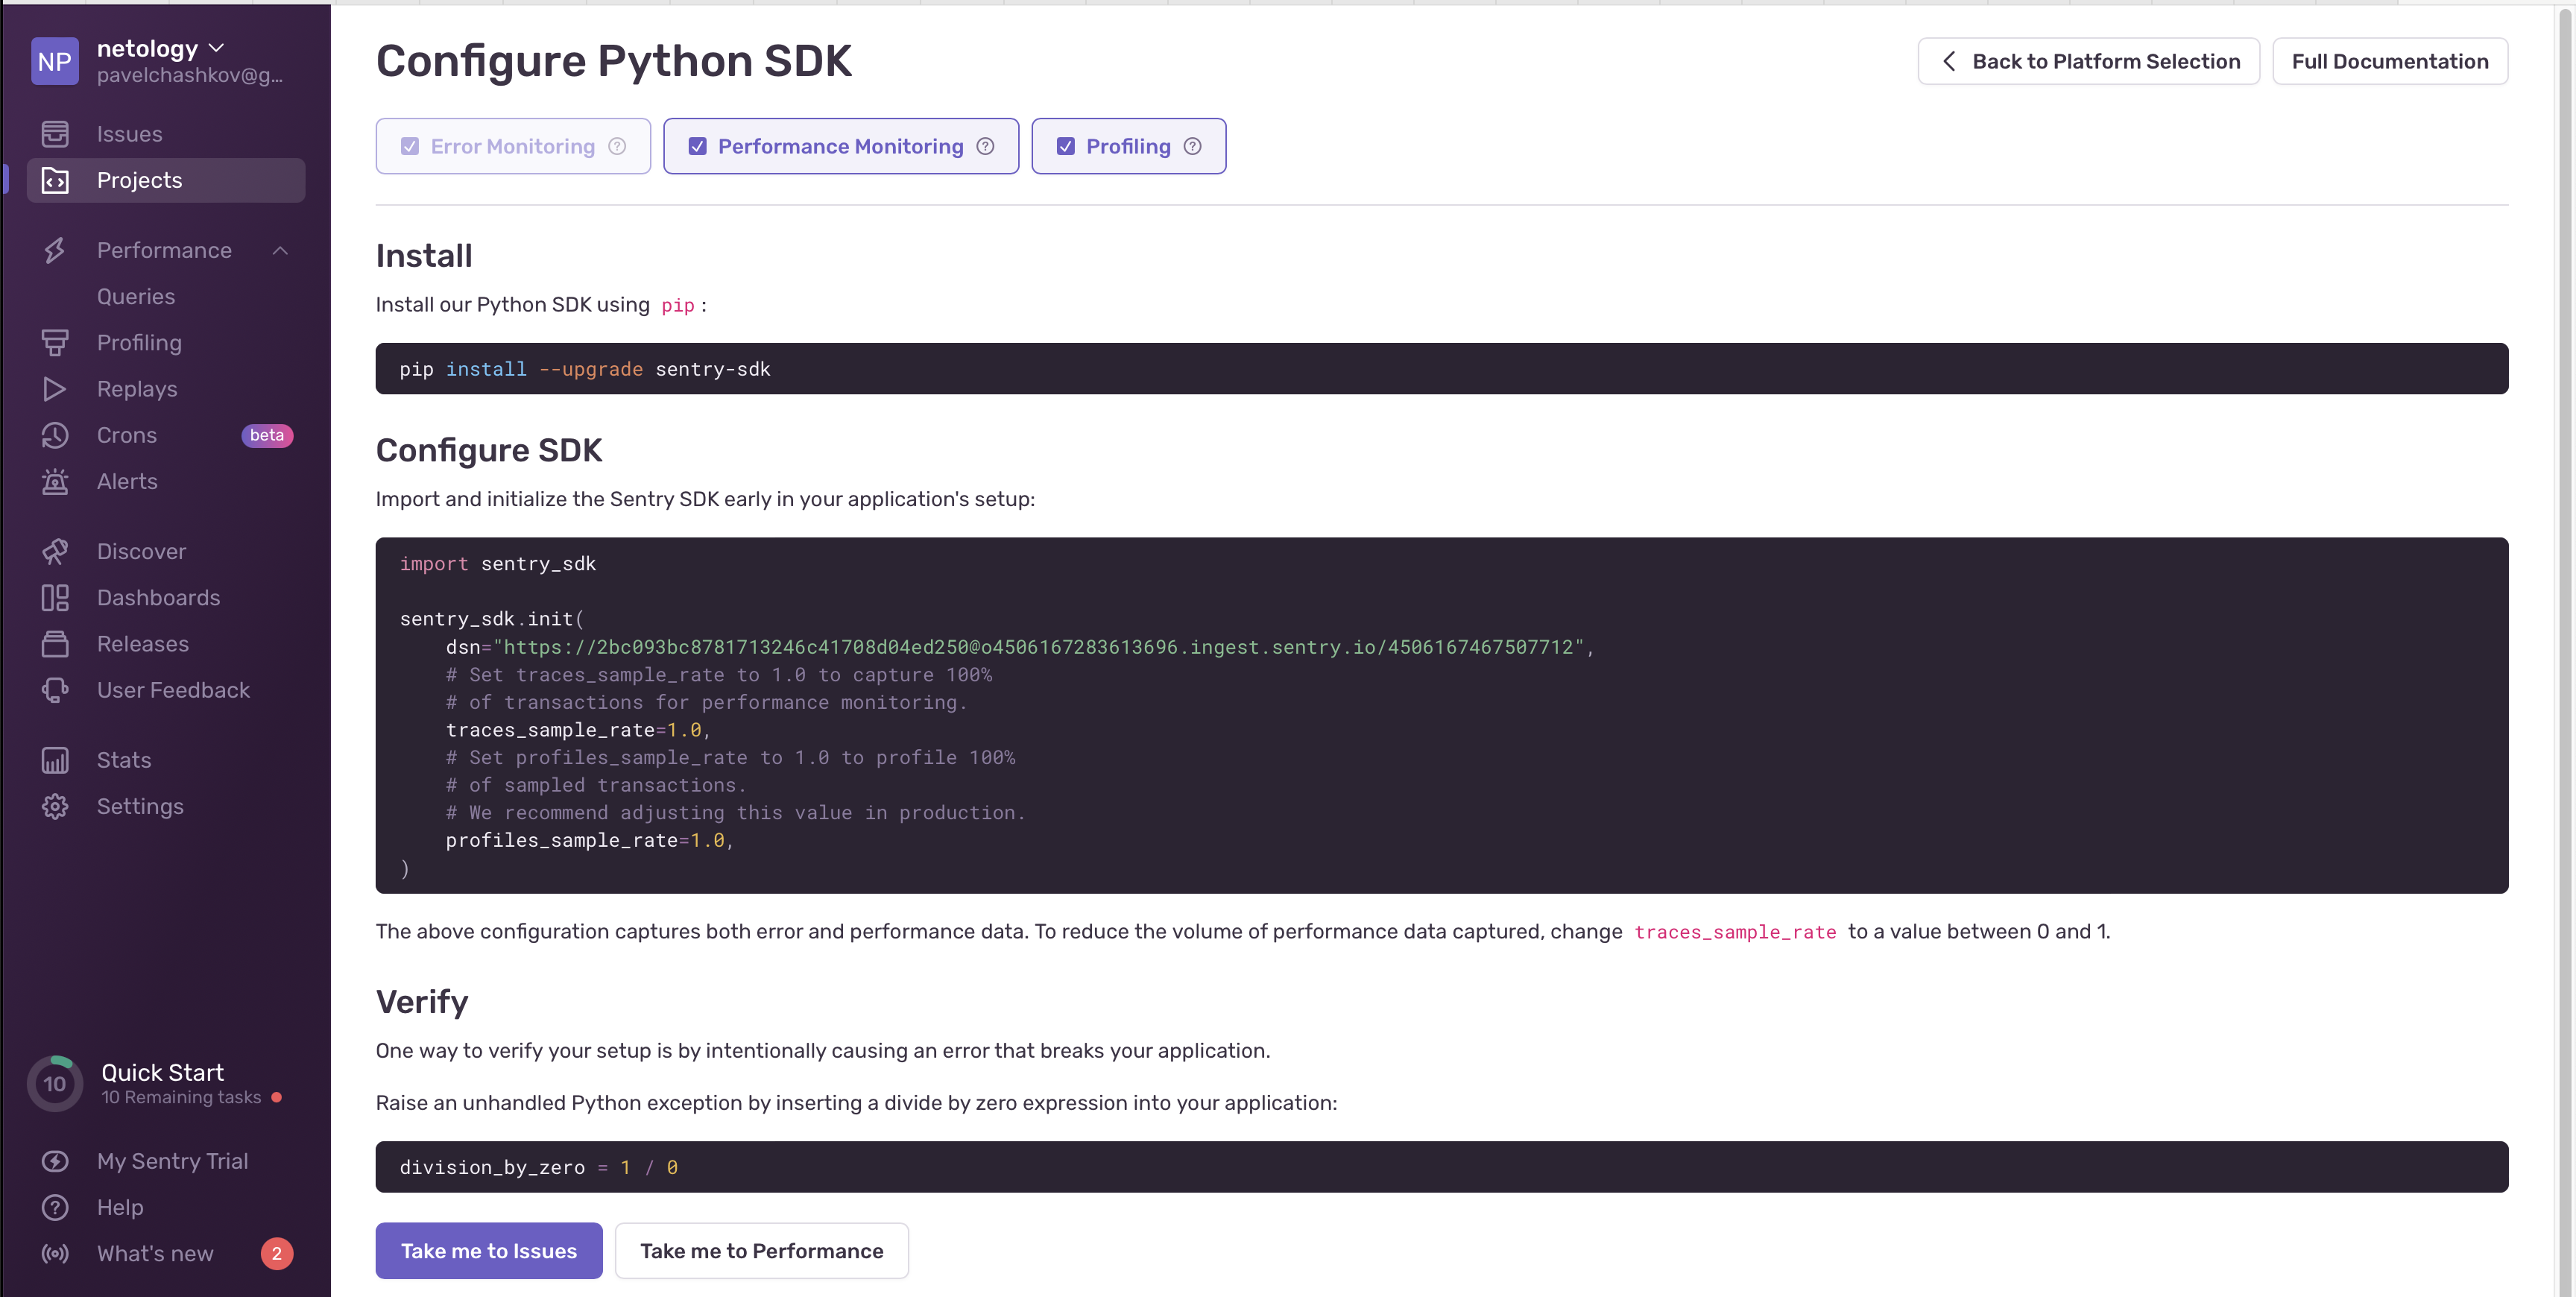 NP
netology
pavelchashkov@g...
Issues
Projects
Performance
Queries
Profiling
Replays
Crons
beta
Alerts
Discover
Dashboards
Releases
User Feedback
Stats
Settings
10
Quick Start
10 Remaining tasks
My Sentry Trial
Help
What's new
2
Configure Python SDK
Back to Platform Selection
Full Documentation
Error Monitoring ?
Performance Monitoring ?
Profiling ?
Install
Install our Python SDK using pip :
pip install --upgrade sentry-sdk
Configure SDK
Import and initialize the Sentry SDK early in your application's setup:
import sentry_sdk
sentry_sdk.init(
    dsn="https://2bc093bc8781713246c41708d04ed250@o4506167283613696.ingest.sentry.io/4506167467507712",
    # Set traces_sample_rate to 1.0 to capture 100%
    # of transactions for performance monitoring.
    traces_sample_rate=1.0,
    # Set profiles_sample_rate to 1.0 to profile 100%
    # of sampled transactions.
    # We recommend adjusting this value in production.
    profiles_sample_rate=1.0,
)
The above configuration captures both error and performance data. To reduce the volume of performance data captured, change traces_sample_rate to a value between 0 and 1.
Verify
One way to verify your setup is by intentionally causing an error that breaks your application.
Raise an unhandled Python exception by inserting a divide by zero expression into your application:
division_by_zero = 1 / 0
Take me to Issues
Take me to Performance